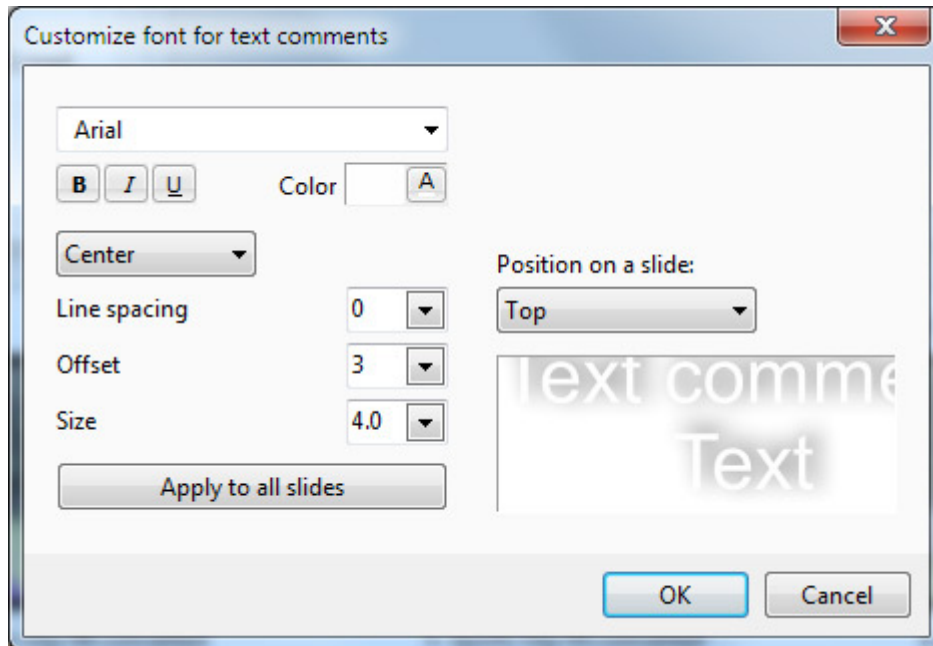 Customize font for text comments
Arial
B I U Color A
Center
Position on a slide:
Line spacing 0
Top
Offset 3
Text comme
Size 4.0
Text
Apply to all slides
OK Cancel